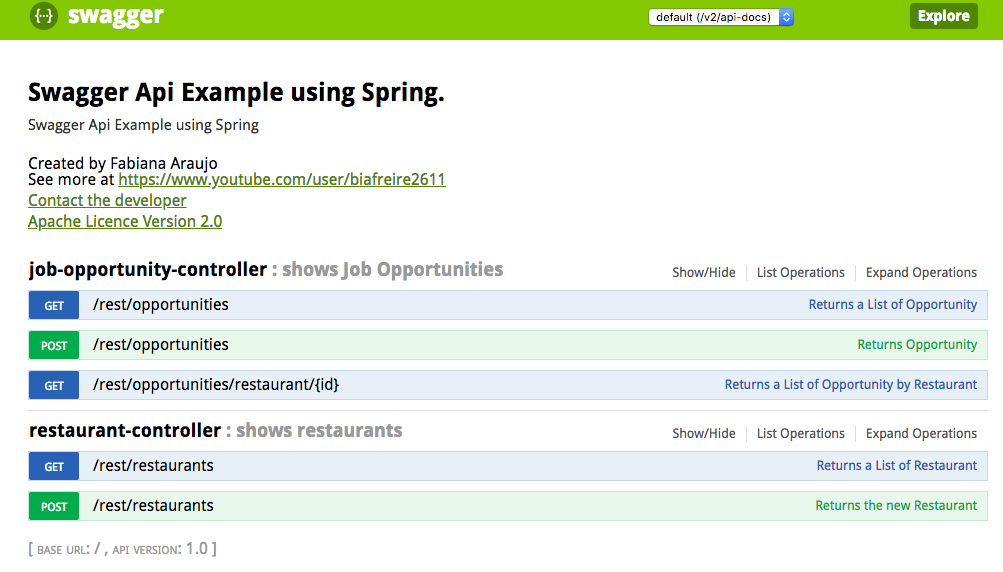 {···} swagger default (/v2/api-docs) Explore
Swagger Api Example using Spring.
Swagger Api Example using Spring
Created by Fabiana Araujo
See more at https://www.youtube.com/user/biafreire2611
Contact the developer
Apache Licence Version 2.0
job-opportunity-controller : shows Job Opportunities Show/Hide List Operations Expand Operations
GET /rest/opportunities Returns a List of Opportunity
POST /rest/opportunities Returns Opportunity
GET /rest/opportunities/restaurant/{id} Returns a List of Opportunity by Restaurant
restaurant-controller : shows restaurants Show/Hide List Operations Expand Operations
GET /rest/restaurants Returns a List of Restaurant
POST /rest/restaurants Returns the new Restaurant
[ BASE URL: / , API VERSION: 1.0 ]